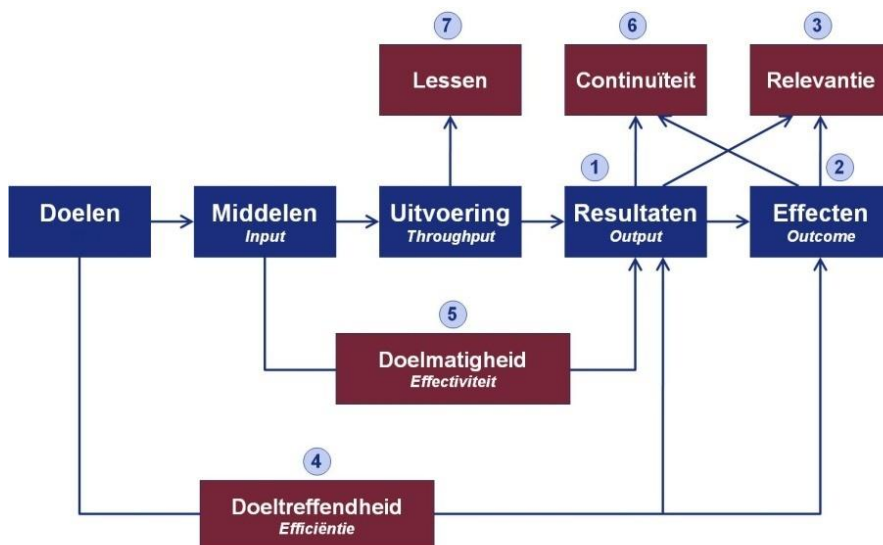 7
6
3
Lessen
Continuïteit
Relevantie
1
2
Doelen
Middelen
Input
Uitvoering
Throughput
Resultaten
Output
Effecten
Outcome
5
Doelmatigheid
Effectiviteit
4
Doeltreffendheid
Efficiëntie